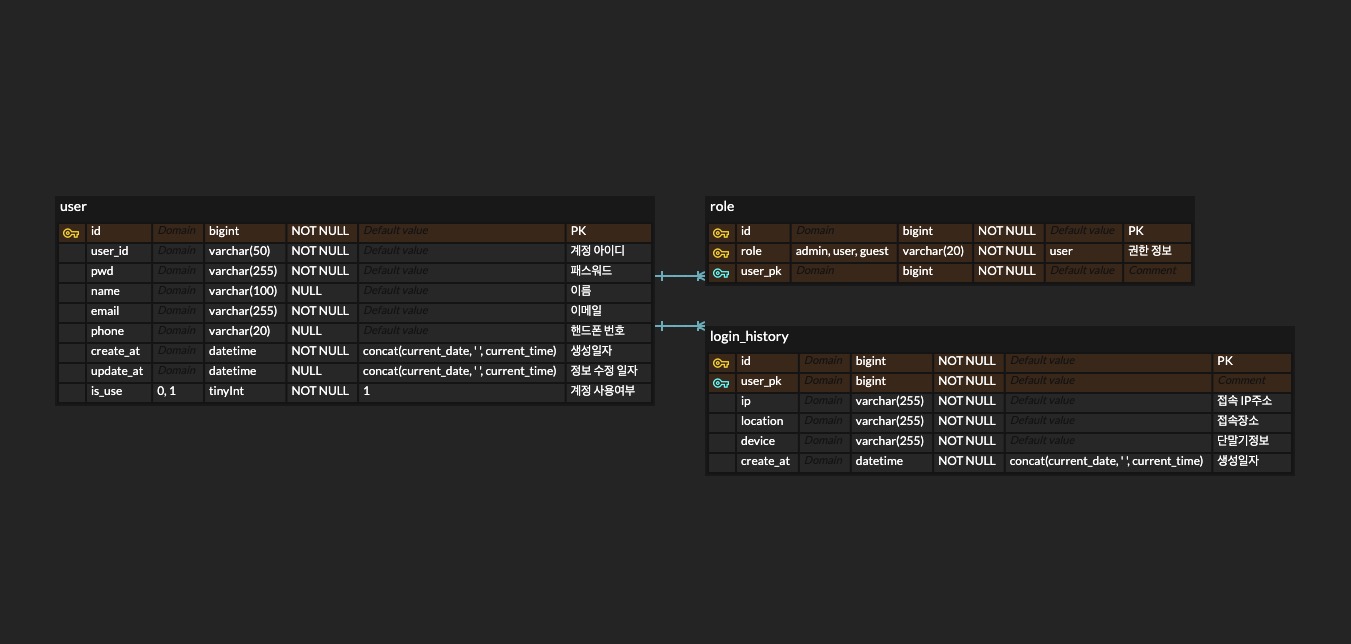 user
id Domain bigint NOT NULL Default value PK
user_id Domain varchar(50) NOT NULL Default value 계정 아이디
pwd Domain varchar(255) NOT NULL Default value 패스워드
name Domain varchar(100) NULL Default value 이름
email Domain varchar(255) NOT NULL Default value 이메일
phone Domain varchar(20) NULL Default value 핸드폰 번호
create_at Domain datetime NOT NULL concat(current_date, ' ', current_time) 생성일자
update_at Domain datetime NULL concat(current_date, ' ', current_time) 정보 수정 일자
is_use 0, 1 tinyInt NOT NULL 1 계정 사용여부
role
id Domain bigint NOT NULL Default value PK
role admin, user, guest varchar(20) NOT NULL user 권한 정보
user_pk Domain bigint NOT NULL Default value Comment
login_history
id Domain bigint NOT NULL Default value PK
user_pk Domain bigint NOT NULL Default value Comment
ip Domain varchar(255) NOT NULL Default value 접속 IP주소
location Domain varchar(255) NOT NULL Default value 접속장소
device Domain varchar(255) NOT NULL Default value 단말기정보
create_at Domain datetime NOT NULL concat(current_date, ' ', current_time) 생성일자